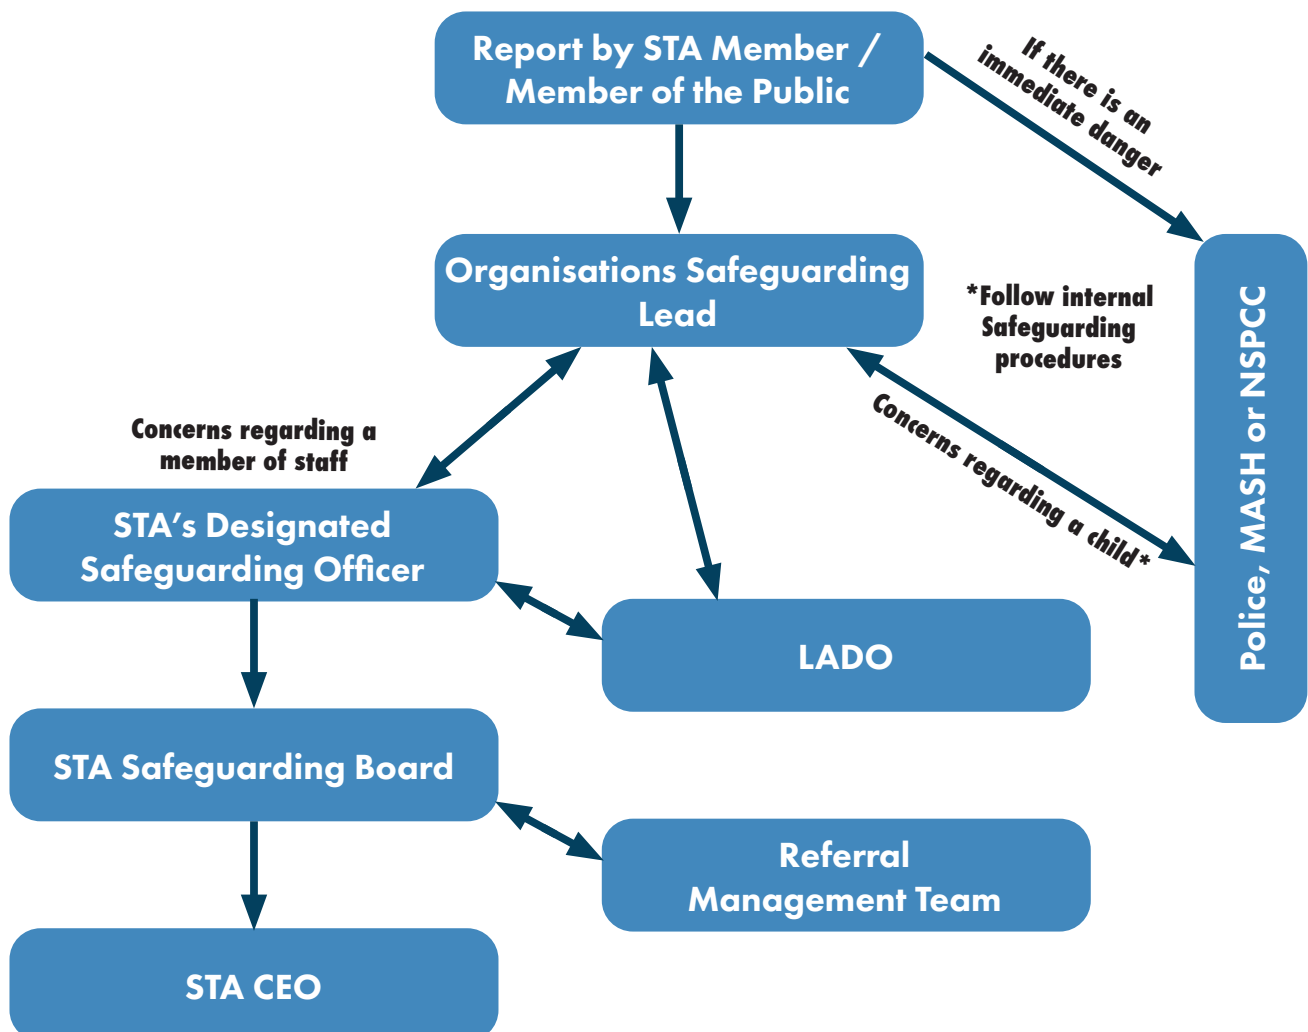 Report by STA Member /
Member of the Public
If there is an
immediate danger
Organisations Safeguarding
Lead
*Follow internal
Safeguarding
procedures
Police, MASH or NSPCC
Concerns regarding a
member of staff
Concerns regarding a child*
STA's Designated
Safeguarding Officer
LADO
STA Safeguarding Board
Referral
Management Team
STA CEO